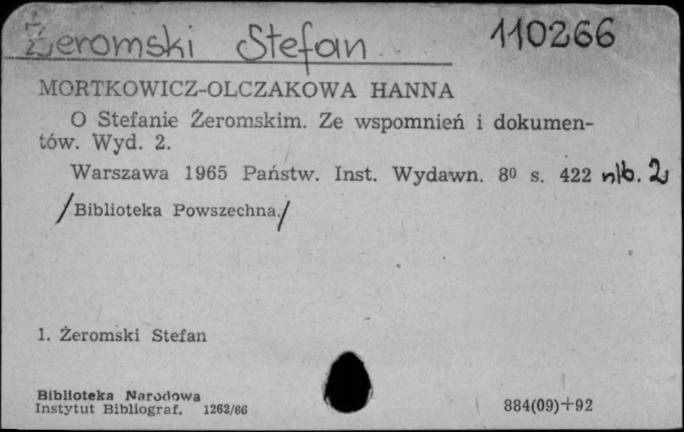 Żeromski Stefan 110266
MORTKOWICZ-OLCZAKOWA HANNA
O Stefanie Żeromskim. Ze wspomnień i dokumen-
tów. Wyd. 2.
Warszawa 1965 Państw. Inst. Wydawn. 8⁰ s. 422 nlb. 2
/Biblioteka Powszechna./
1. Żeromski Stefan
Biblioteka Narodowa
Instytut Bibliograf. 1262/66 884(09)+92